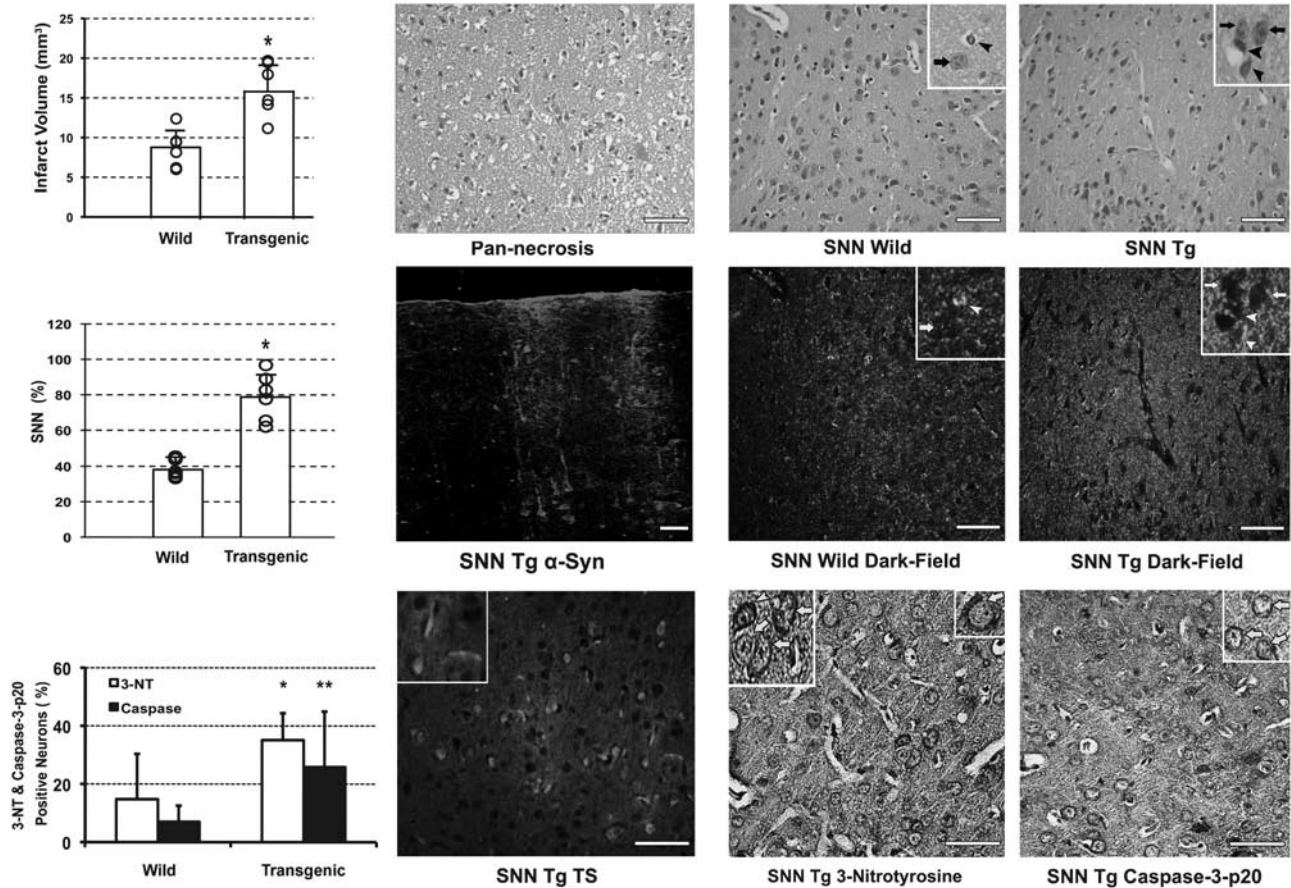 Infarct Volume (mm³)
25
20
15
10
5
0
*
Wild
Transgenic
Pan-necrosis
SNN Wild
SNN Tg
SNN (%)
120
100
80
60
40
20
0
*
Wild
Transgenic
SNN Tg α-Syn
SNN Wild Dark-Field
SNN Tg Dark-Field
3-NT & Caspase-3-p20
Positive Neurons (%)
60
40
20
0
3-NT
Caspase
*
**
Wild
Transgenic
SNN Tg TS
SNN Tg 3-Nitrotyrosine
SNN Tg Caspase-3-p20